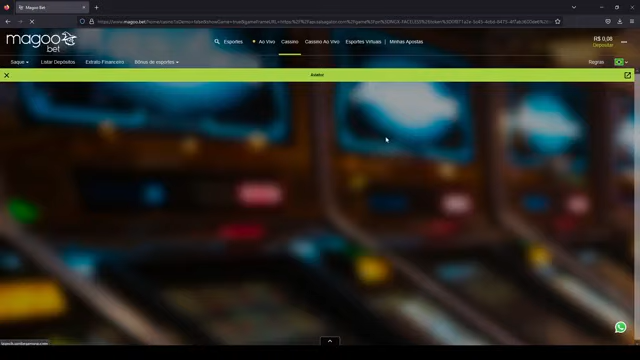 Magoo Bet
magoo
bet
Esportes
Ao Vivo
Cassino
Cassino Ao Vivo
Esportes Virtuais
Minhas Apostas
R$ 0,08
Depositar
Saque
Listar Depósitos
Extrato Financeiro
Bônus de esportes
Regras
Aviator